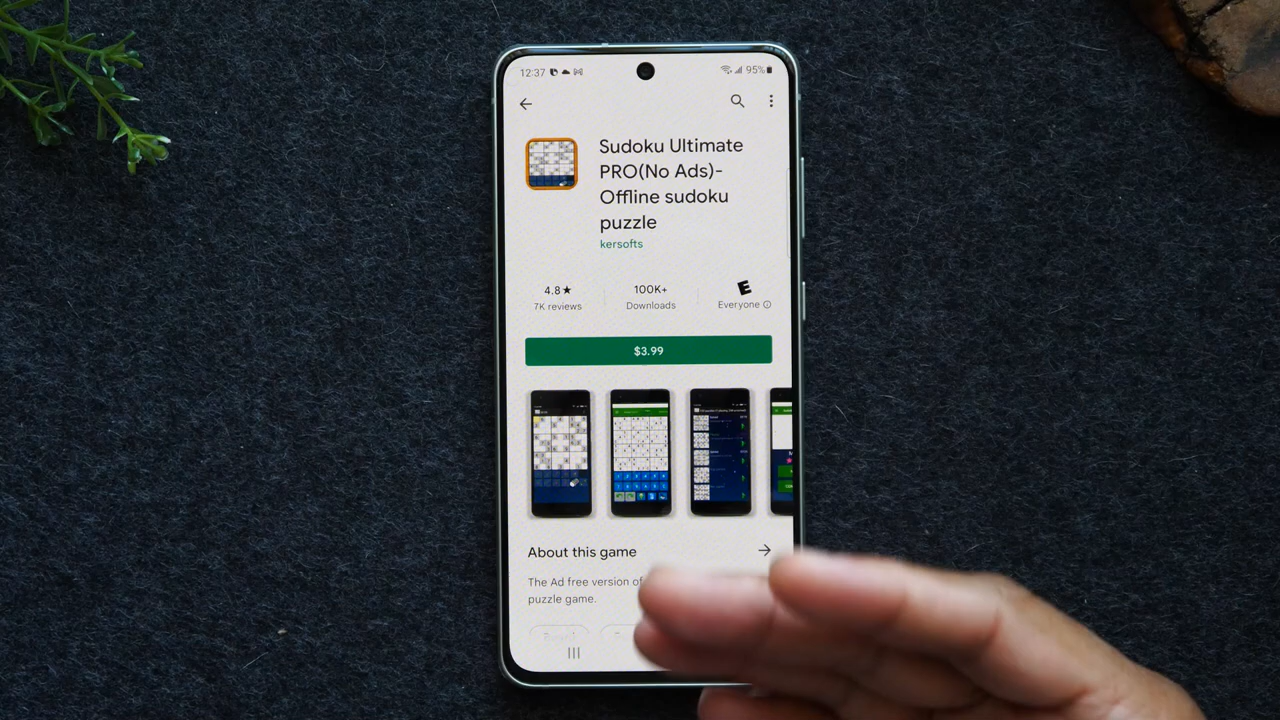 12:37 95%
Sudoku Ultimate
PRO(No Ads)-
Offline sudoku
puzzle
kersofts
4.8★ 100K+ E
7K reviews Downloads Everyone
$3.99
About this game
The Ad free version of
puzzle game.